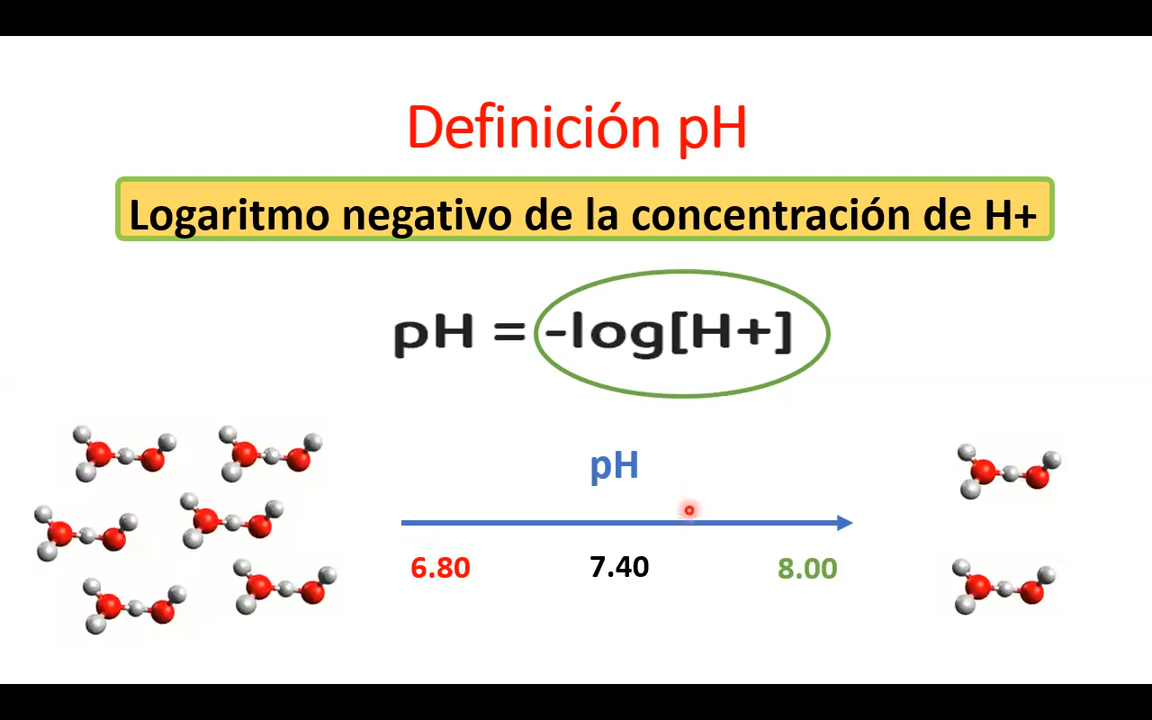 Definición pH
Logaritmo negativo de la concentración de H+
pH = -log[H+]
pH
6.80 7.40 8.00